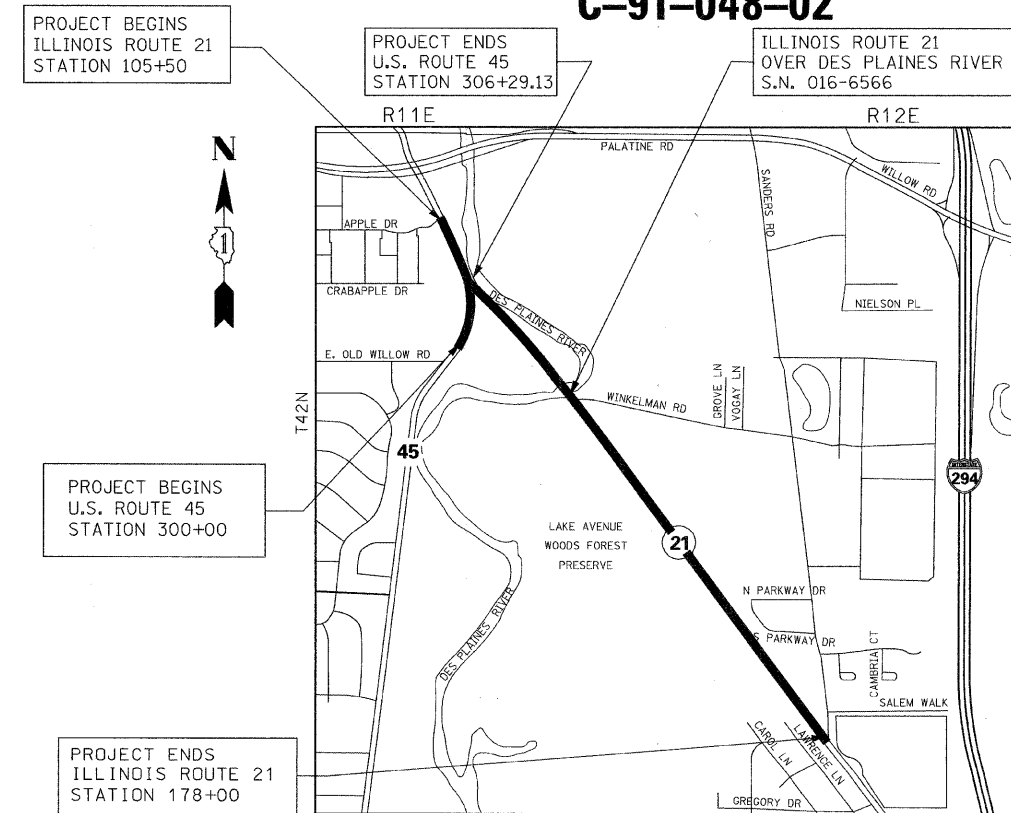 C-91-048-02
PROJECT BEGINS
ILLINOIS ROUTE 21
STATION 105+50
PROJECT ENDS
U.S. ROUTE 45
STATION 306+29.13
ILLINOIS ROUTE 21
OVER DES PLAINES RIVER
S.N. 016-6566
R11E
R12E
N
1
PALATINE RD
WILLOW RD
SANDERS RD
APPLE DR
CRABAPPLE DR
DES PLAINES RIVER
NIELSON PL
E. OLD WILLOW RD
T42N
WINKELMAN RD
GROVE LN
VOGAY LN
45
INTERSTATE
294
PROJECT BEGINS
U.S. ROUTE 45
STATION 300+00
LAKE AVENUE
WOODS FOREST
PRESERVE
21
N PARKWAY DR
S PARKWAY DR
DES PLAINES RIVER
CAMBRIA CT
SALEM WALK
CAROL LN
LAWRENCE LN
GREGORY DR
PROJECT ENDS
ILLINOIS ROUTE 21
STATION 178+00